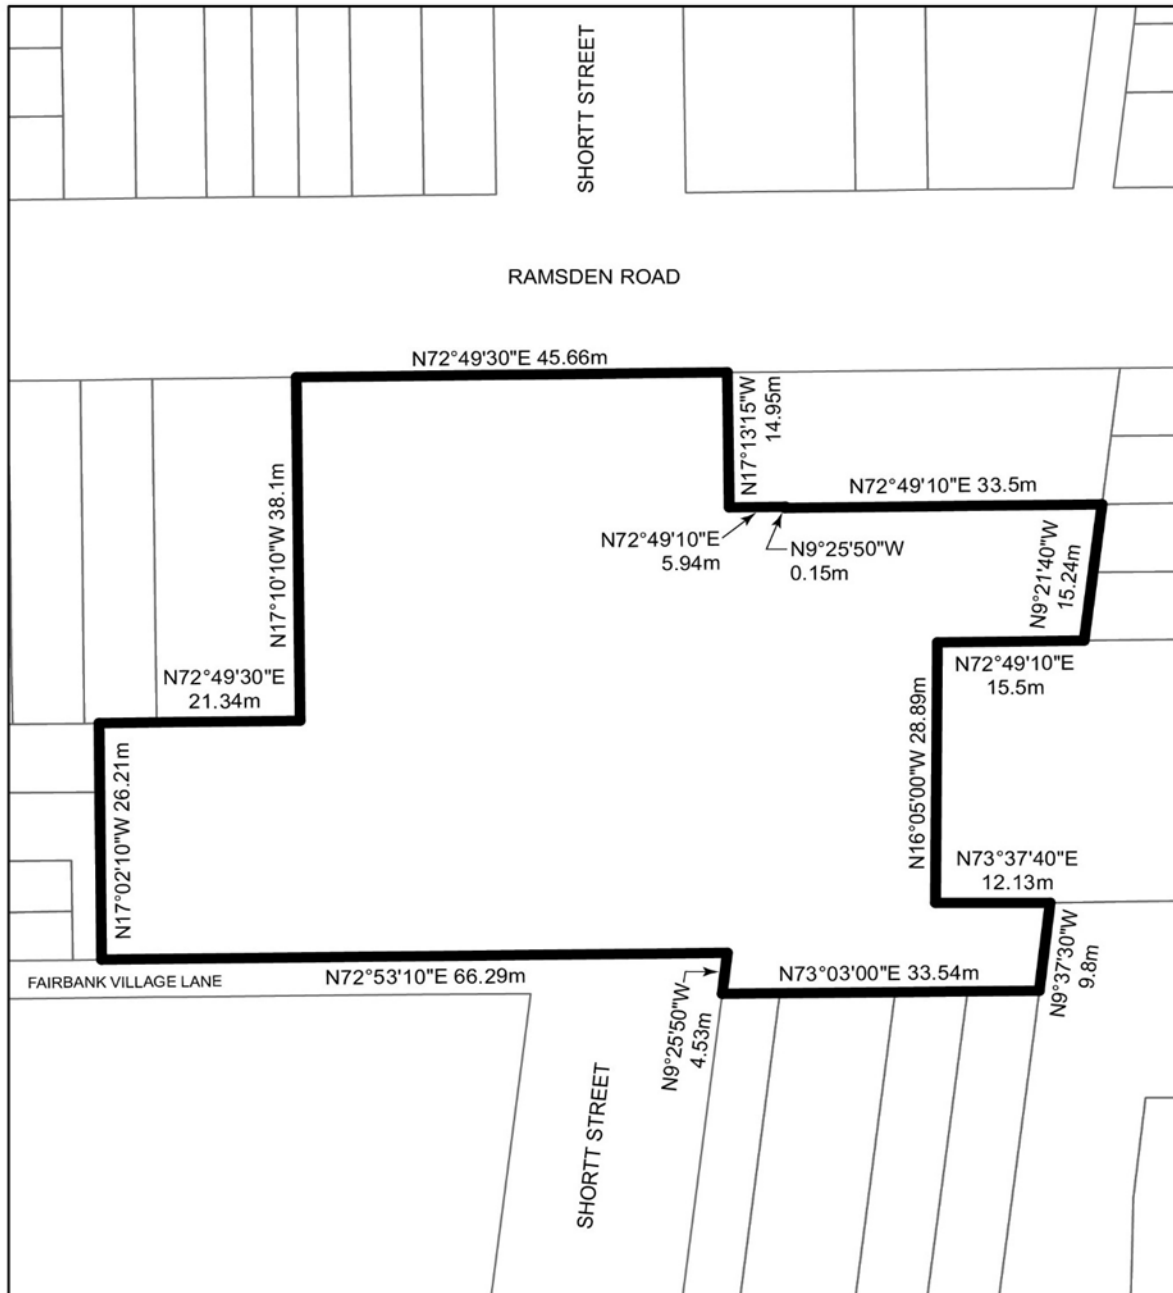 SHORTT STREET
RAMSDEN ROAD
N72°49'30"E 45.66m
N17°13'15"W
14.95m
N17°10'10"W 38.1m
N72°49'10"E 33.5m
N72°49'10"E
5.94m
N9°25'50"W
0.15m
N9°21'40"W
15.24m
N72°49'30"E
21.34m
N72°49'10"E
15.5m
N16°05'00"W 28.89m
N17°02'10"W 26.21m
N73°37'40"E
12.13m
FAIRBANK VILLAGE LANE
N72°53'10"E 66.29m
N73°03'00"E 33.54m
N9°37'30"W
9.8m
N9°25'50"W
4.53m
SHORTT STREET